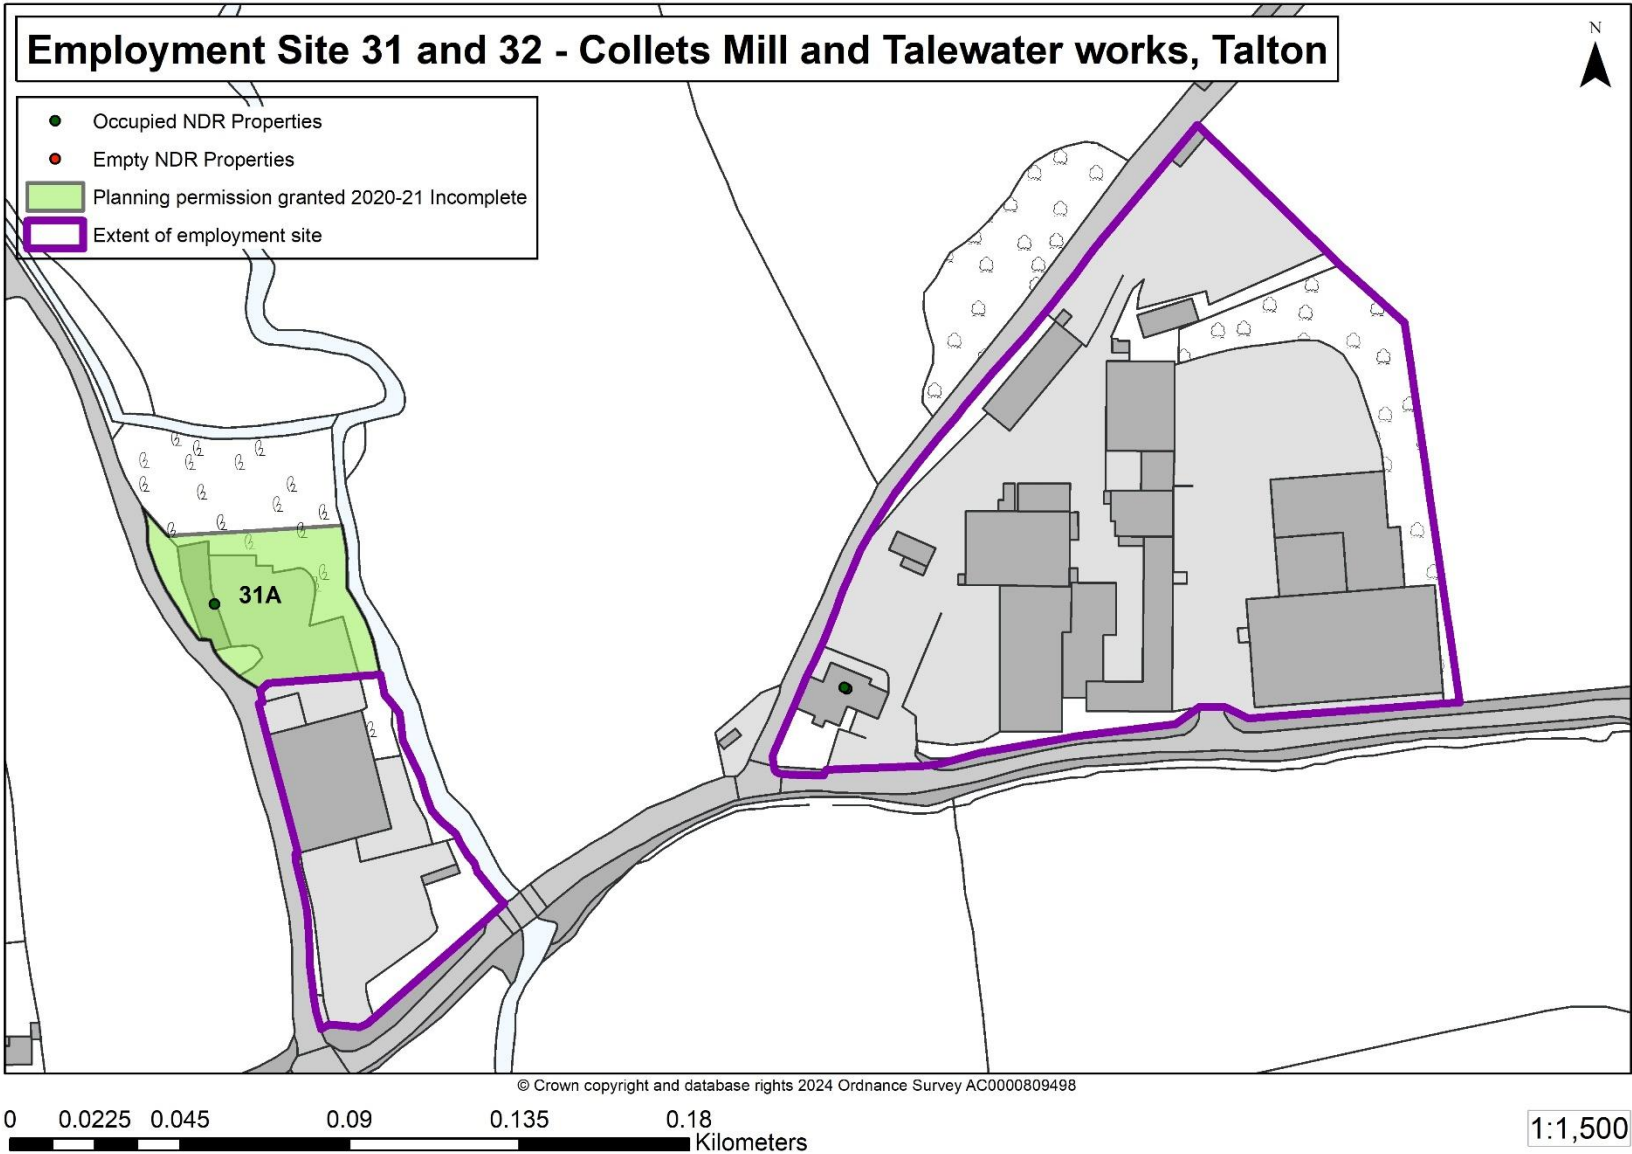 Employment Site 31 and 32 - Collets Mill and Talewater works, Talton
N
Occupied NDR Properties
Empty NDR Properties
Planning permission granted 2020-21 Incomplete
Extent of employment site
31A
© Crown copyright and database rights 2024 Ordnance Survey AC0000809498
0 0.0225 0.045 0.09 0.135 0.18
Kilometers
1:1,500